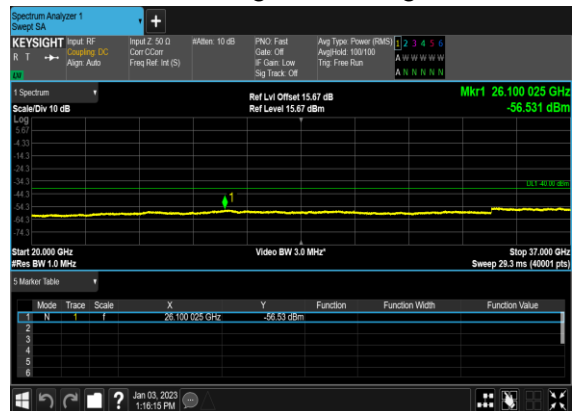 Spectrum Analyzer 1
Swept SA
+
KEYSIGHT Input: RF Input Z: 50 Ω #Atten: 10 dB PNO: Fast Avg Type: Power (RMS) 1 2 3 4 5 6
R T Coupling: DC Corr CCorr Gate: Off Avg|Hold: 100/100 A W W W W W
Align: Auto Freq Ref: Int (S) IF Gain: Low Trig: Free Run
Sig Track: Off A N N N N N
LW
1 Spectrum Ref Lvl Offset 15.67 dB Mkr1 26.100 025 GHz
Scale/Div 10 dB Ref Level 15.67 dBm -56.531 dBm
Log
5.67
-4.33
-14.3
-24.3
-34.3
DL1 -40.00 dBm
-44.3
1
-54.3
-64.3
-74.3
Start 20.000 GHz Video BW 3.0 MHz* Stop 37.000 GHz
#Res BW 1.0 MHz Sweep 29.3 ms (40001 pts)
5 Marker Table
Mode Trace Scale X Y Function Function Width Function Value
1 N 1 f 26.100 025 GHz -56.53 dBm
2
3
4
5
6
? Jan 03, 2023
1:16:15 PM